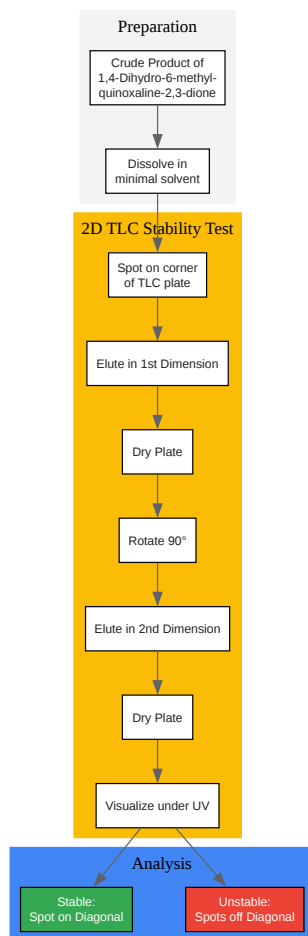 Preparation
Crude Product of
1,4-Dihydro-6-methyl-
quinoxaline-2,3-dione
Dissolve in
minimal solvent
2D TLC Stability Test
Spot on corner
of TLC plate
Elute in 1st Dimension
Dry Plate
Rotate 90°
Elute in 2nd Dimension
Dry Plate
Visualize under UV
Analysis
Stable:
Spot on Diagonal
Unstable:
Spots off Diagonal